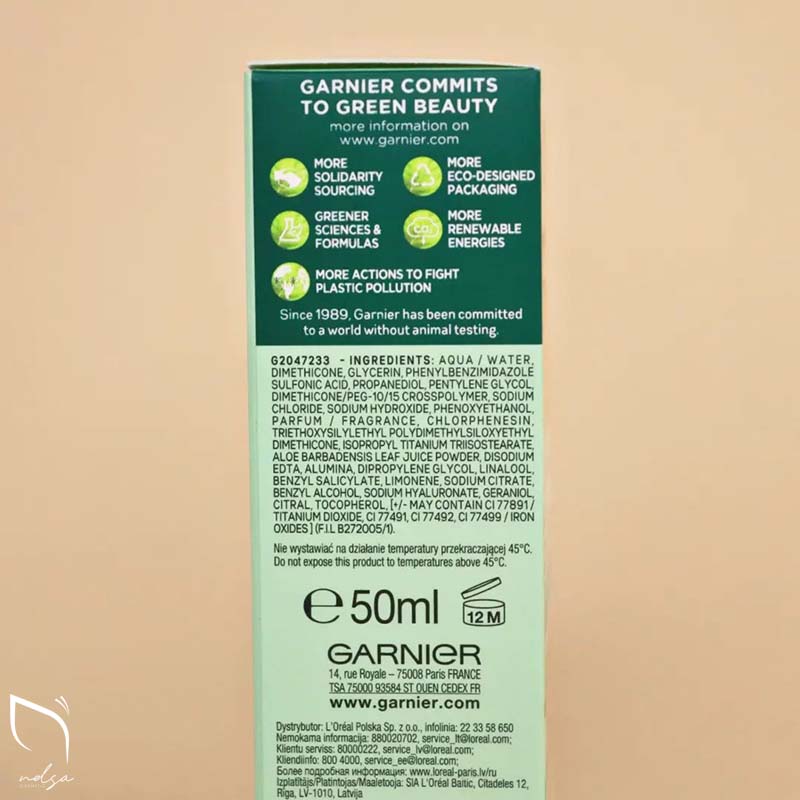 GARNIER COMMITS
TO GREEN BEAUTY
more information on
www.garnier.com
MORE
SOLIDARITY
SOURCING
MORE
ECO-DESIGNED
PACKAGING
GREENER
SCIENCES &
FORMULAS
CO₂
MORE
RENEWABLE
ENERGIES
MORE ACTIONS TO FIGHT
PLASTIC POLLUTION
Since 1989, Garnier has been committed
to a world without animal testing.
G2047233 - INGREDIENTS: AQUA / WATER,
DIMETHICONE, GLYCERIN, PHENYLBENZIMIDAZOLE
SULFONIC ACID, PROPANEDIOL, PENTYLENE GLYCOL,
DIMETHICONE/PEG-10/15 CROSSPOLYMER, SODIUM
CHLORIDE, SODIUM HYDROXIDE, PHENOXYETHANOL,
PARFUM / FRAGRANCE, CHLORPHENESIN,
TRIETHOXYSILYLETHYL POLYDIMETHYLSILOXYETHYL
DIMETHICONE, ISOPROPYL TITANIUM TRIISOSTEARATE,
ALOE BARBADENSIS LEAF JUICE POWDER, DISODIUM
EDTA, ALUMINA, DIPROPYLENE GLYCOL, LINALOOL,
BENZYL SALICYLATE, LIMONENE, SODIUM CITRATE,
BENZYL ALCOHOL, SODIUM HYALURONATE, GERANIOL,
CITRAL, TOCOPHEROL, [+/- MAY CONTAIN CI 77891 /
TITANIUM DIOXIDE, CI 77491, CI 77492, CI 77499 / IRON
OXIDES ] (F.I.L B272005/1).
Nie wystawiać na działanie temperatury przekraczającej 45°C.
Do not expose this product to temperatures above 45°C.
℮ 50ml
12 M
GARNIER
14, rue Royale – 75008 Paris FRANCE
TSA 75000 93584 ST OUEN CEDEX FR
www.garnier.com
Dystrybutor: L'Oréal Polska Sp. z o.o., infolinia: 22 33 58 650
Nemokama informacija: 880020702, service_lt@loreal.com;
Klientu serviss: 80000222, service_lv@loreal.com;
Kliendiinfo: 800 4000, service_ee@loreal.com;
Более подробная информация: www.loreal-paris.lv/ru
Izplatītājs/Platintojas/Maaletooja: SIA L'Oréal Baltic, Citadeles 12,
Rīga, LV-1010, Latvija
ndsa